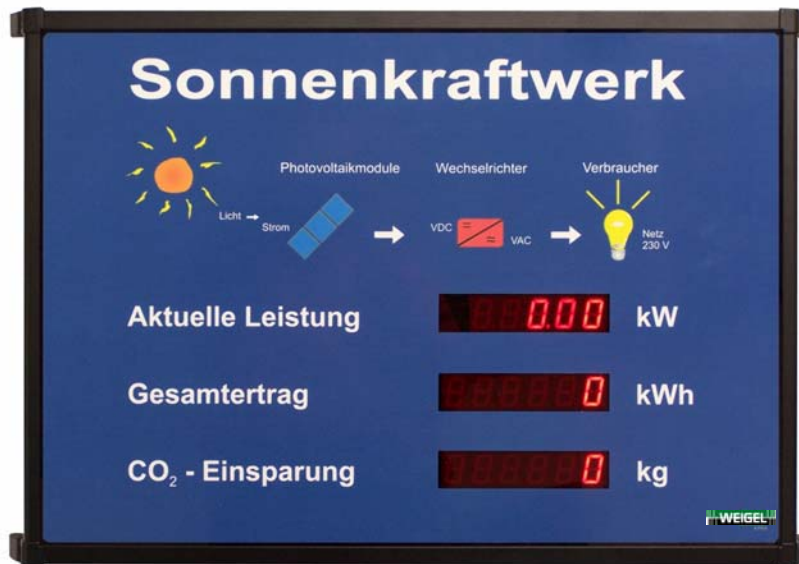 Sonnenkraftwerk
Photovoltaikmodule Wechselrichter Verbraucher
Licht → Strom
VDC VAC
Netz
230 V
Aktuelle Leistung 0.00 kW
Gesamtertrag 0 kWh
CO₂ - Einsparung 0 kg
WEIGEL